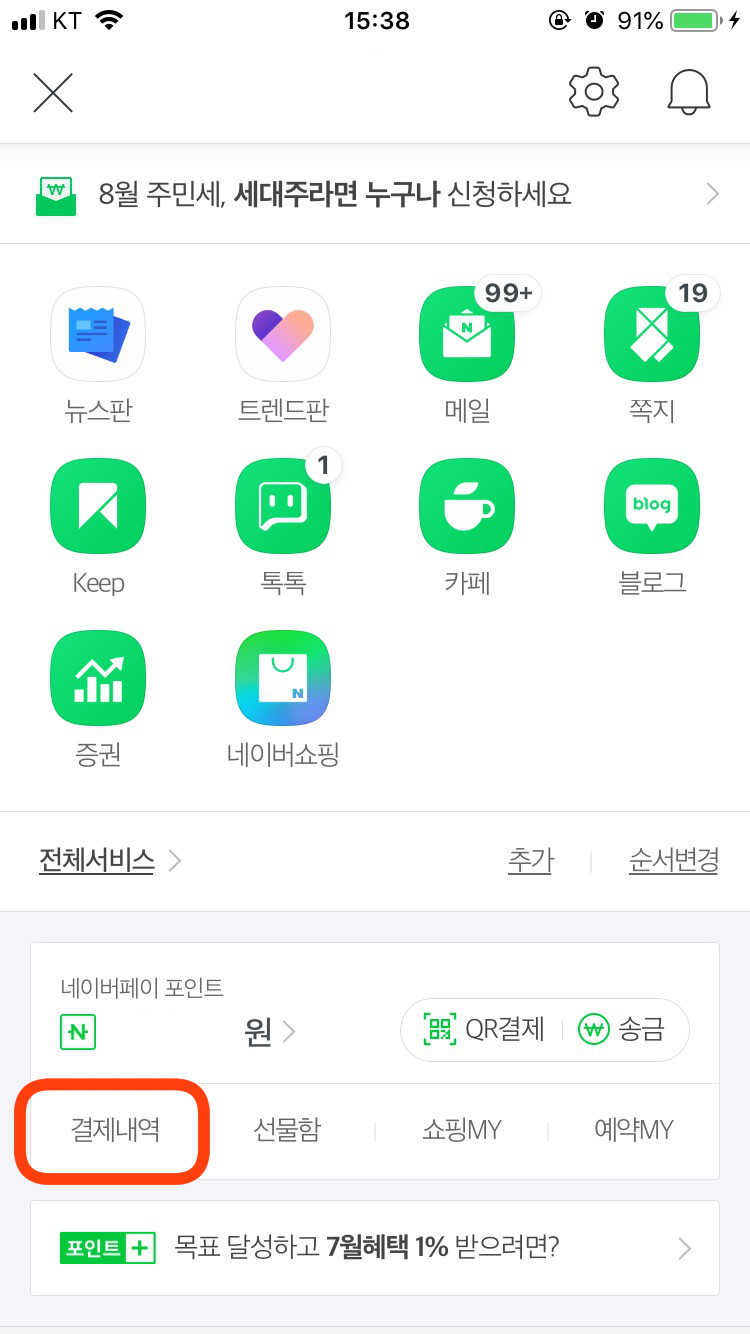 KT 15:38 91%
8월 주민세, 세대주라면 누구나 신청하세요
99+ 19
N
뉴스판 트렌드판 메일 쪽지
1
blog
Keep 톡톡 카페 블로그
N
증권 네이버쇼핑
전체서비스 추가 순서변경
네이버페이 포인트
N 원 QR결제 송금
결제내역 선물함 쇼핑MY 예약MY
포인트+ 목표 달성하고 7월혜택 1% 받으려면?